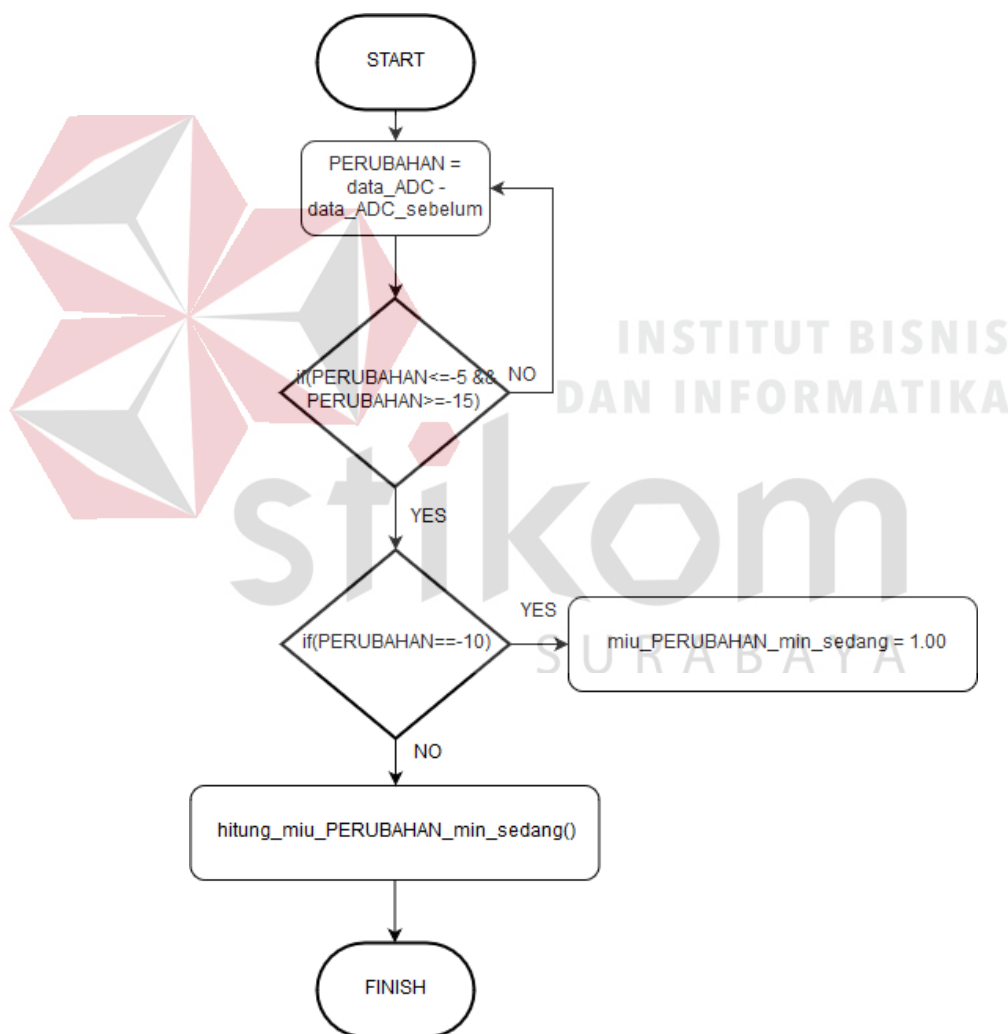 START
PERUBAHAN =
data_ADC -
data_ADC_sebelum
if(PERUBAHAN<=-5 &&
PERUBAHAN>=-15)
NO
INSTITUT BISNIS
DAN INFORMATIKA
stikom
SURABAYA
YES
if(PERUBAHAN==-10)
YES
miu_PERUBAHAN_min_sedang = 1.00
NO
hitung_miu_PERUBAHAN_min_sedang()
FINISH